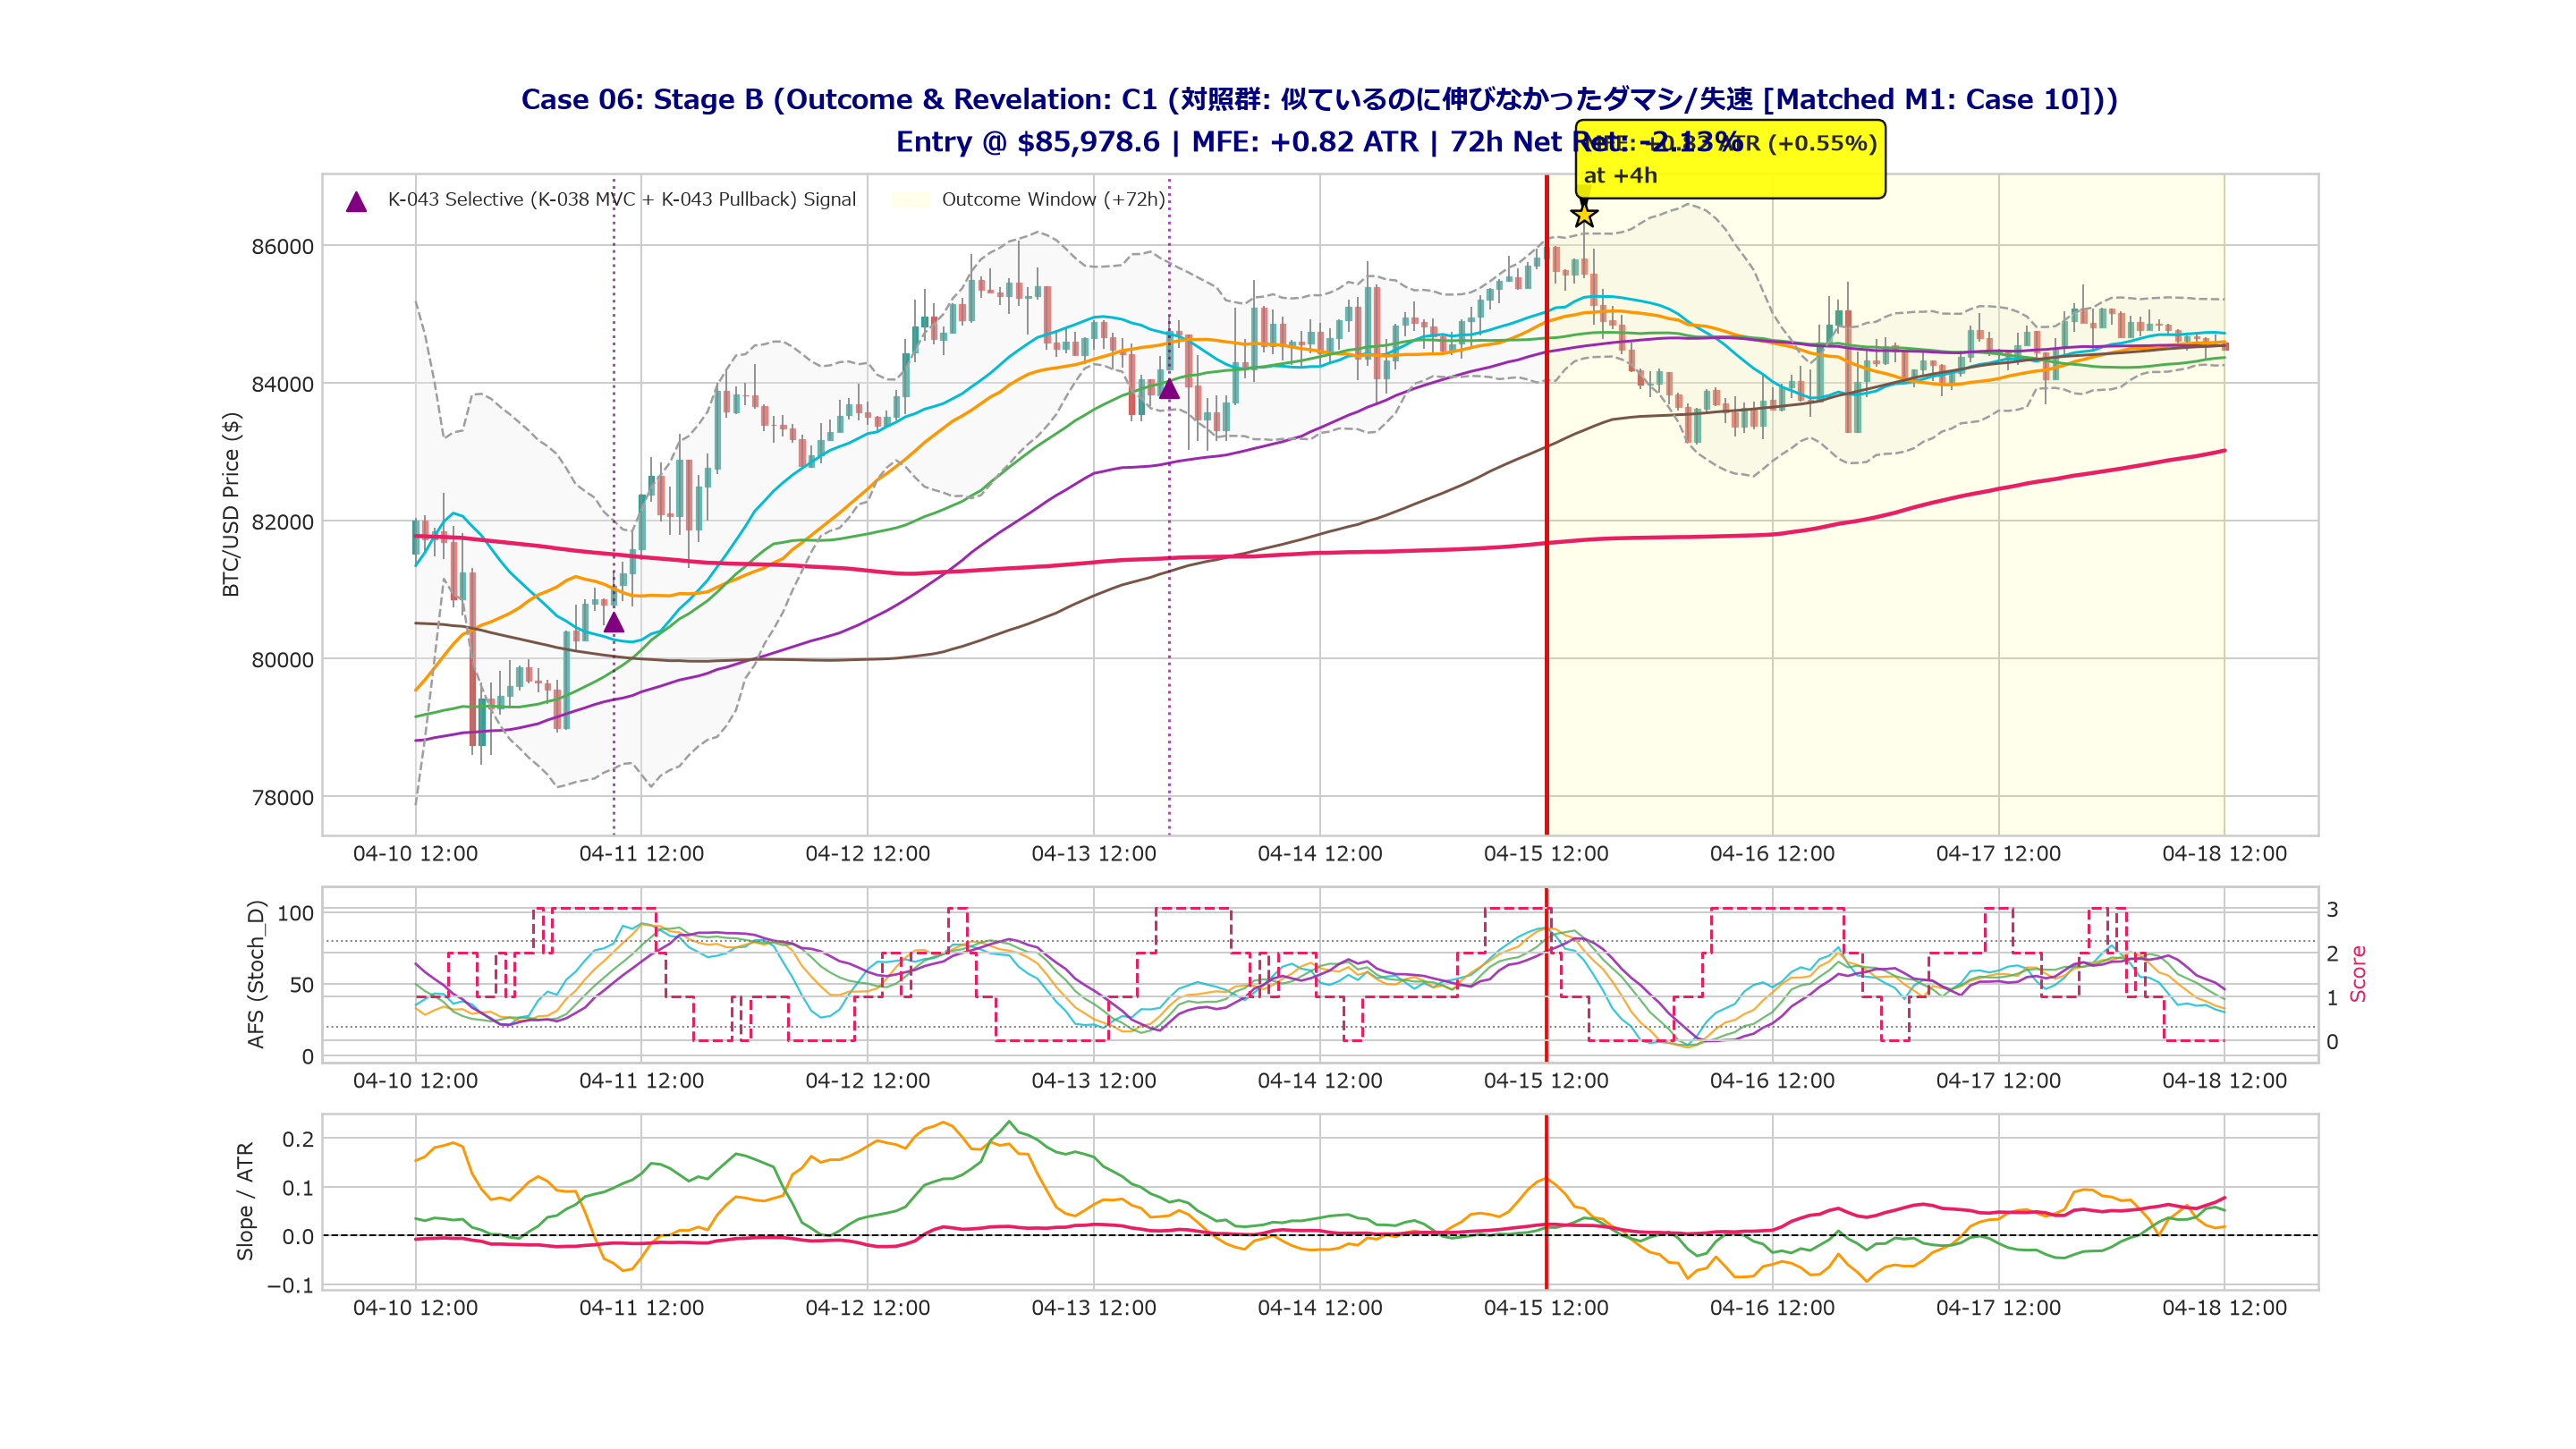 Case 06: Stage B (Outcome & Revelation: C1 (対照群: 似ているのに伸びなかったダマシ/失速 [Matched M1: Case 10]))
Entry @ $85,978.6 | MFE: +0.82 ATR | 72h Net Ret: -2.13%
MFE: +0.82 ATR (+0.55%)
at +4h
K-043 Selective (K-038 MVC + K-043 Pullback) Signal
Outcome Window (+72h)
BTC/USD Price ($)
86000
84000
82000
80000
78000
04-10 12:00 04-11 12:00 04-12 12:00 04-13 12:00 04-14 12:00 04-15 12:00 04-16 12:00 04-17 12:00 04-18 12:00
AFS (Stoch_D)
100
50
0
3
2
1
0
Score
04-10 12:00 04-11 12:00 04-12 12:00 04-13 12:00 04-14 12:00 04-15 12:00 04-16 12:00 04-17 12:00 04-18 12:00
Slope / ATR
0.2
0.1
0.0
−0.1
04-10 12:00 04-11 12:00 04-12 12:00 04-13 12:00 04-14 12:00 04-15 12:00 04-16 12:00 04-17 12:00 04-18 12:00